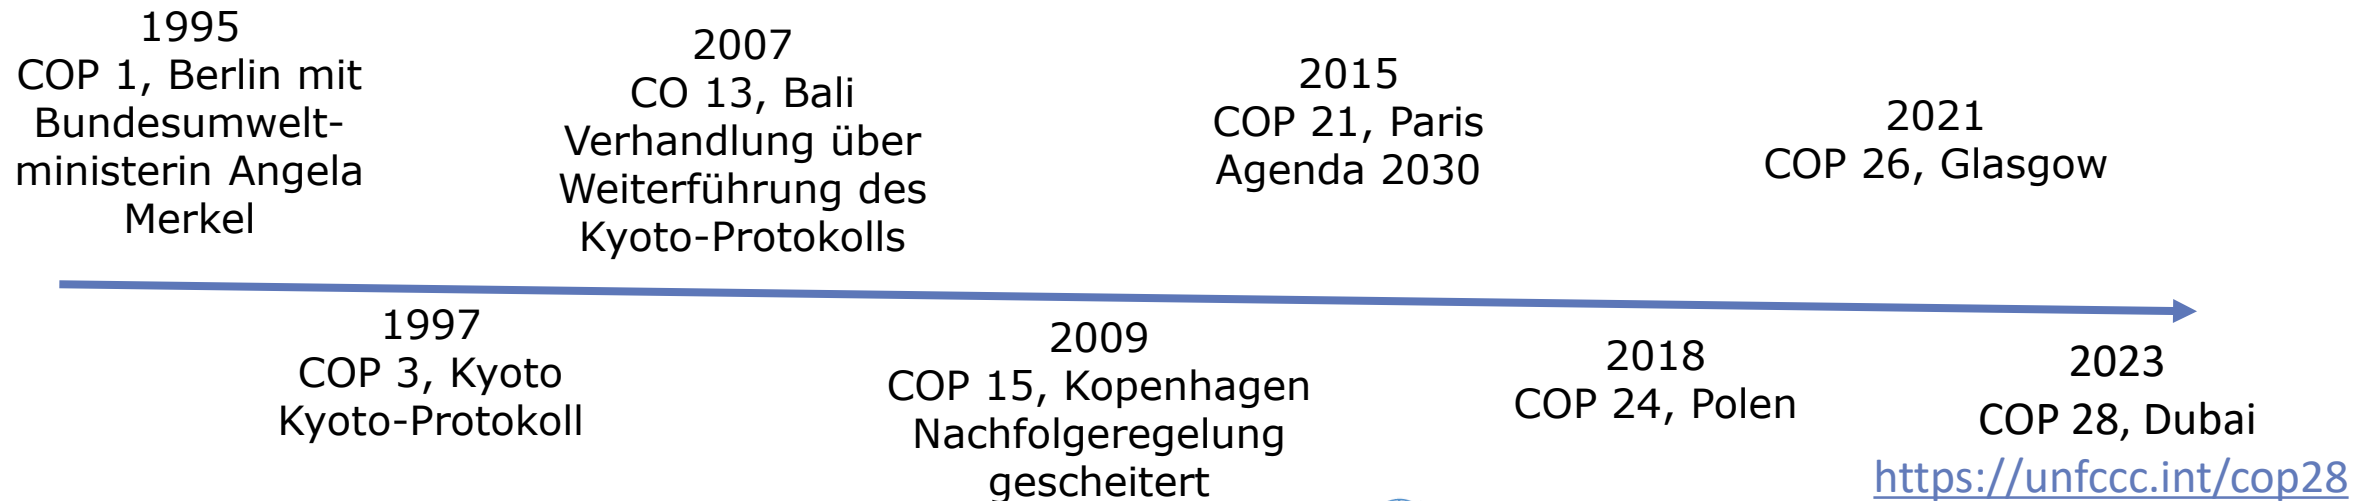 1995
COP 1, Berlin mit
Bundesumwelt-
ministerin Angela
Merkel
2007
CO 13, Bali
Verhandlung über
Weiterführung des
Kyoto-Protokolls
2015
COP 21, Paris
Agenda 2030
2021
COP 26, Glasgow
1997
COP 3, Kyoto
Kyoto-Protokoll
2009
COP 15, Kopenhagen
Nachfolgeregelung
gescheitert
2018
COP 24, Polen
2023
COP 28, Dubai
https://unfccc.int/cop28